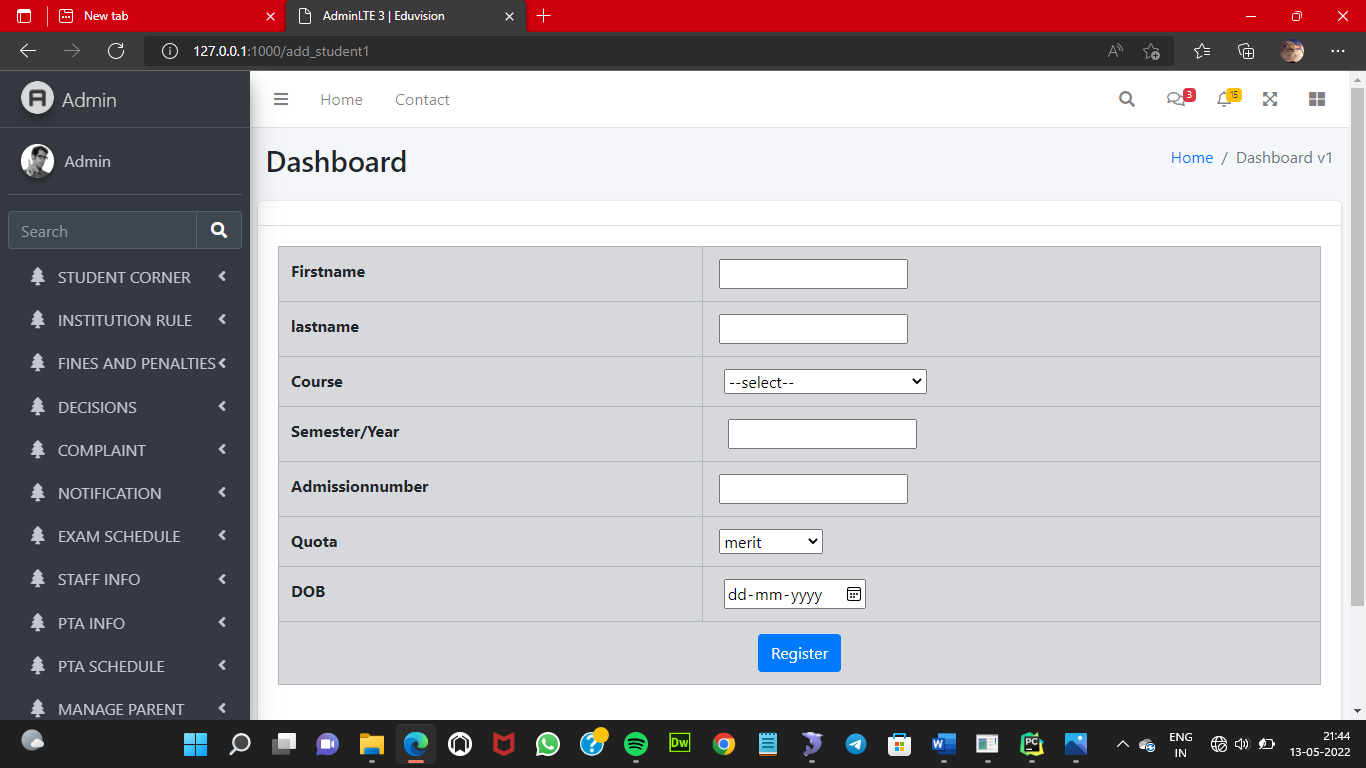 New tab
AdminLTE 3 | Eduvision
127.0.0.1:1000/add_student1
Admin
Home
Contact
3
15
Admin
Dashboard
Home / Dashboard v1
Search
STUDENT CORNER
INSTITUTION RULE
FINES AND PENALTIES
DECISIONS
COMPLAINT
NOTIFICATION
EXAM SCHEDULE
STAFF INFO
PTA INFO
PTA SCHEDULE
MANAGE PARENT
Firstname
lastname
Course
--select--
Semester/Year
Admissionnumber
Quota
merit
DOB
dd-mm-yyyy
Register
Dw
W
PC
ENG
IN
21:44
13-05-2022